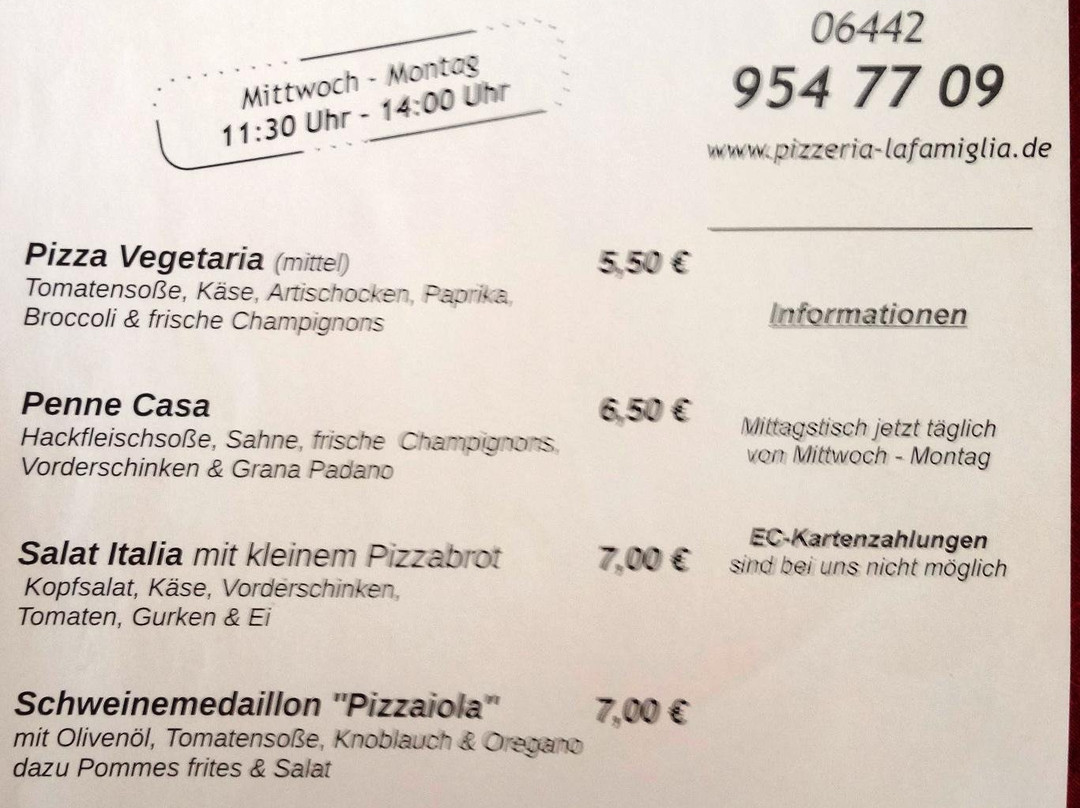 Mittwoch - Montag
11:30 Uhr - 14:00 Uhr
06442
954 77 09
www.pizzeria-lafamiglia.de
Pizza Vegetaria (mittel) 5,50 €
Tomatensoße, Käse, Artischocken, Paprika,
Broccoli & frische Champignons
Penne Casa 6,50 €
Hackfleischsoße, Sahne, frische Champignons,
Vorderschinken & Grana Padano
Salat Italia mit kleinem Pizzabrot 7,00 €
Kopfsalat, Käse, Vorderschinken,
Tomaten, Gurken & Ei
Schweinemedaillon "Pizzaiola" 7,00 €
mit Olivenöl, Tomatensoße, Knoblauch & Oregano
dazu Pommes frites & Salat
Informationen
Mittagstisch jetzt täglich
von Mittwoch - Montag
EC-Kartenzahlungen
sind bei uns nicht möglich